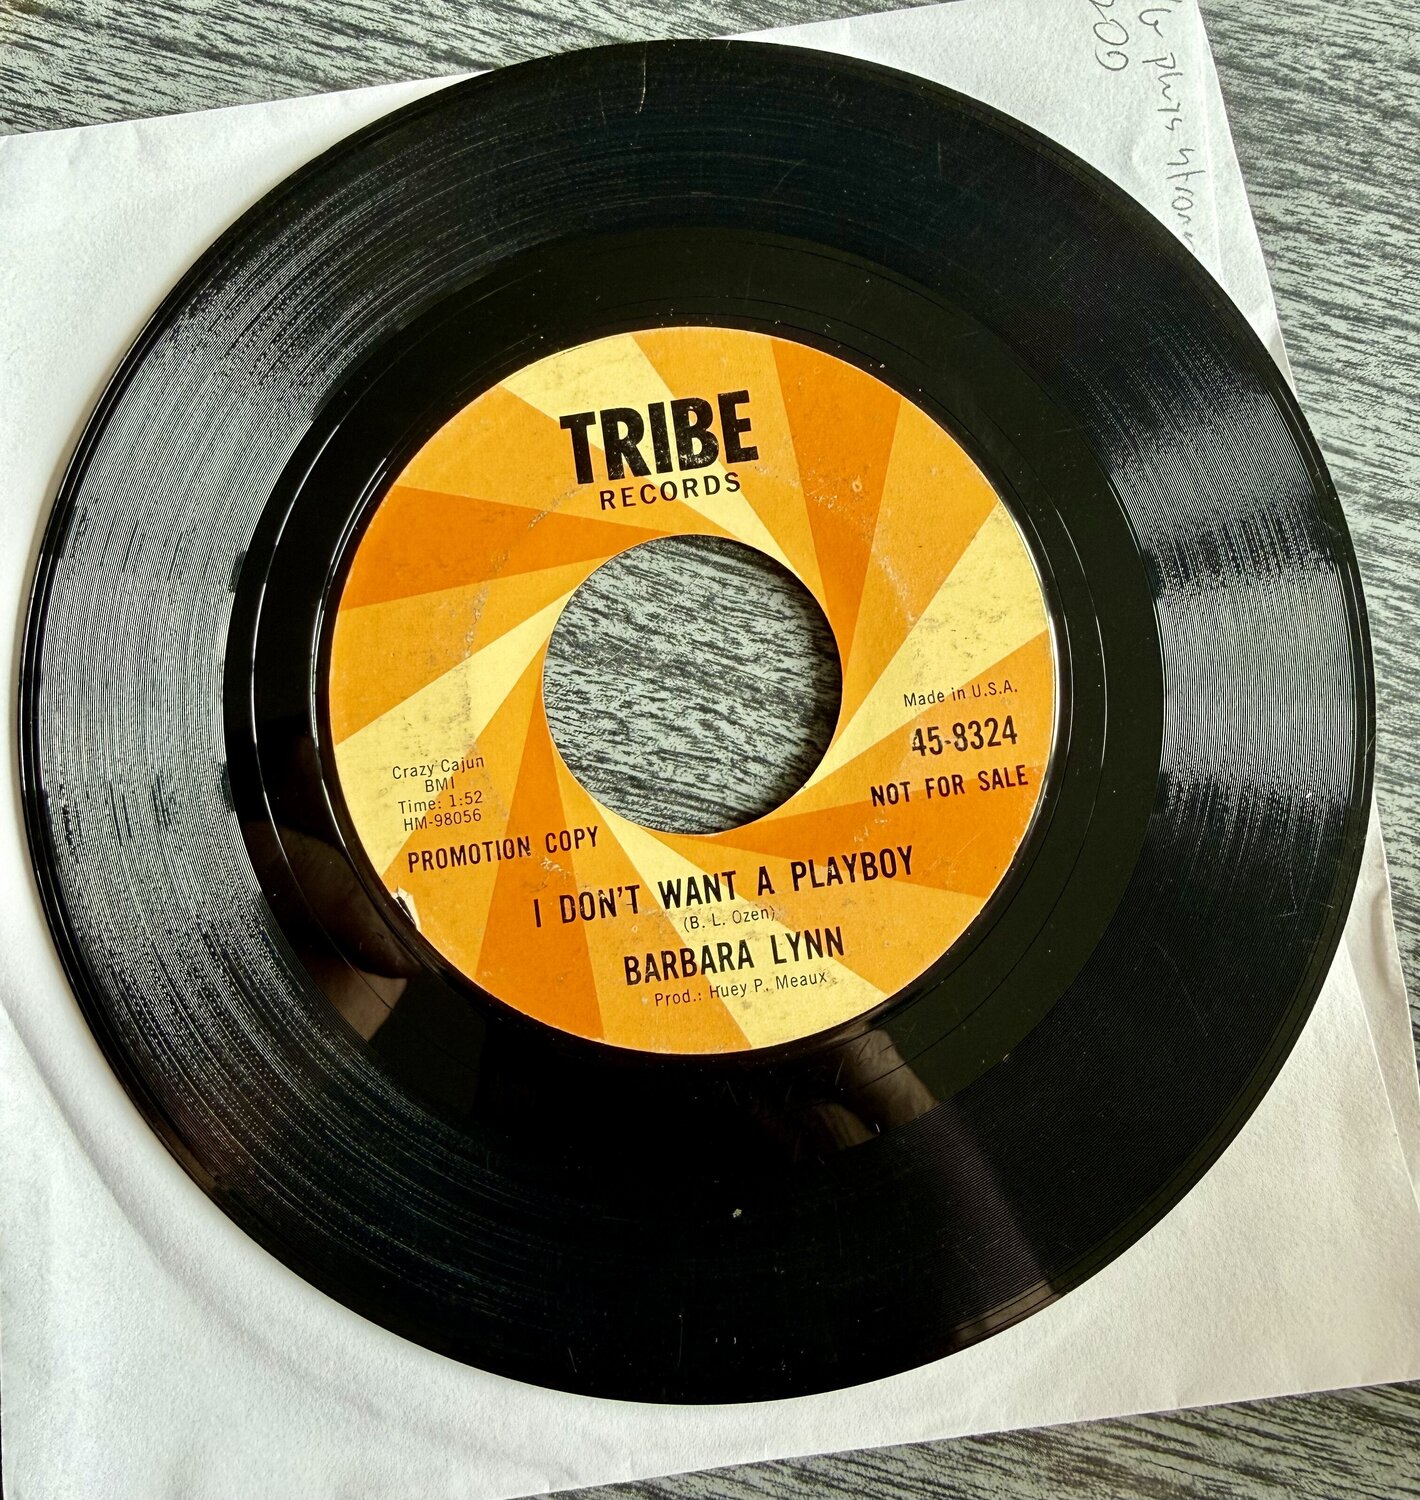 TRIBE
RECORDS
Made in U.S.A.
45-8324
NOT FOR SALE
Crazy Cajun
BMI
Time: 1:52
HM-98056
PROMOTION COPY
I DON'T WANT A PLAYBOY
(B. L. Ozen)
BARBARA LYNN
Prod.: Huey P. Meaux
plays